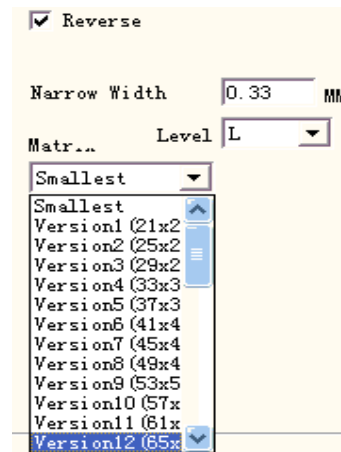 Reverse
Narrow Width 0.33 MM
Matr... Level L
Smallest
Smallest
Version1 (21x2
Version2 (25x2
Version3 (29x2
Version4 (33x3
Version5 (37x3
Version6 (41x4
Version7 (45x4
Version8 (49x4
Version9 (53x5
Version10 (57x
Version11 (61x
Version12 (65x